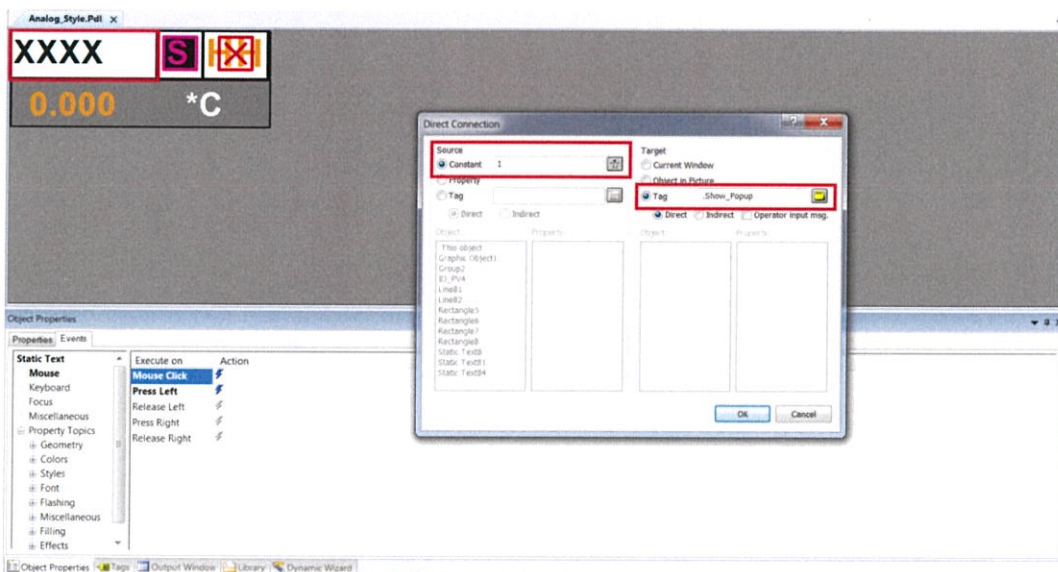 Analog_Style.Pdl X
XXXX S
0.000 *C
Direct Connection
Source
Constant 1
Property
Tag
Direct Indirect
Object: Property:
This object
Graphic Object1
Group2
IO_PV4
Line81
Line82
Rectangle5
Rectangle6
Rectangle7
Rectangle8
Static Text8
Static Text81
Static Text84
Target
Current Window
Object in Picture
Tag .Show_Popup
Direct Indirect Operator input msg.
Object: Property:
OK Cancel
Object Properties
Properties Events
Static Text
Mouse
Keyboard
Focus
Miscellaneous
Property Topics
Geometry
Colors
Styles
Font
Flashing
Miscellaneous
Filling
Effects
Execute on Action
Mouse Click
Press Left
Release Left
Press Right
Release Right
Object Properties Tags Output Window Library Dynamic Wizard